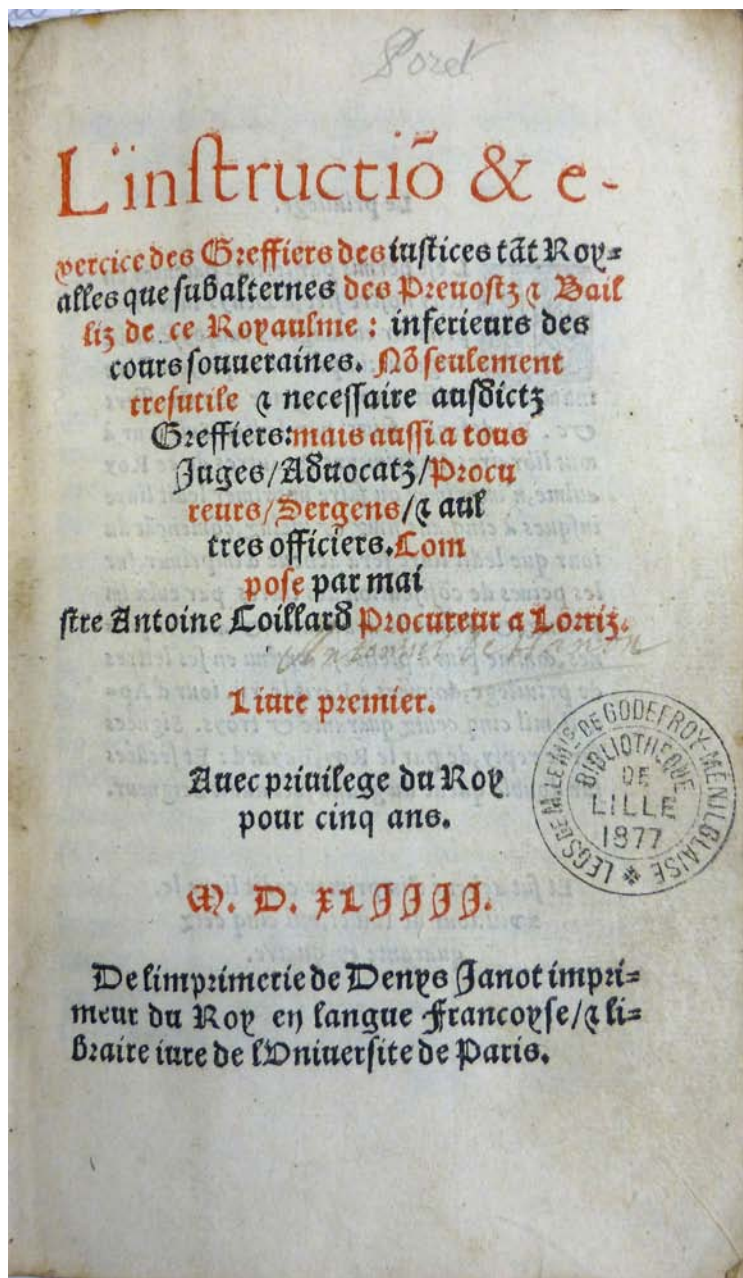 Poret
L'instructiõ & e-
xercice des Greffiers des iustices tãt Roy=
alles que subalternes des Preuostz & Bail
liz de ce Royaulme : inferieurs des
cours souueraines. Nõ seulement
tresutile & necessaire ausdictz
Greffiers:mais aussi a tous
Juges/Aduocatz/Procu
reurs/Sergens/& aul
tres officiers.Com
pose par mai
stre Antoine Coillard Procureur a Lorriz.
Liure premier.
Auec priuilege du Roy
pour cinq ans.
M. D. XLIIII.
De limprimerie de Denys Janot impri=
meur du Roy en langue Francoyse/& li=
braire iure de lUniuersite de Paris.
LEGS DE M. LE MIS. DE GODEFROY-MENILGLAISE
BIBLIOTHEQUE
DE
LILLE
1877